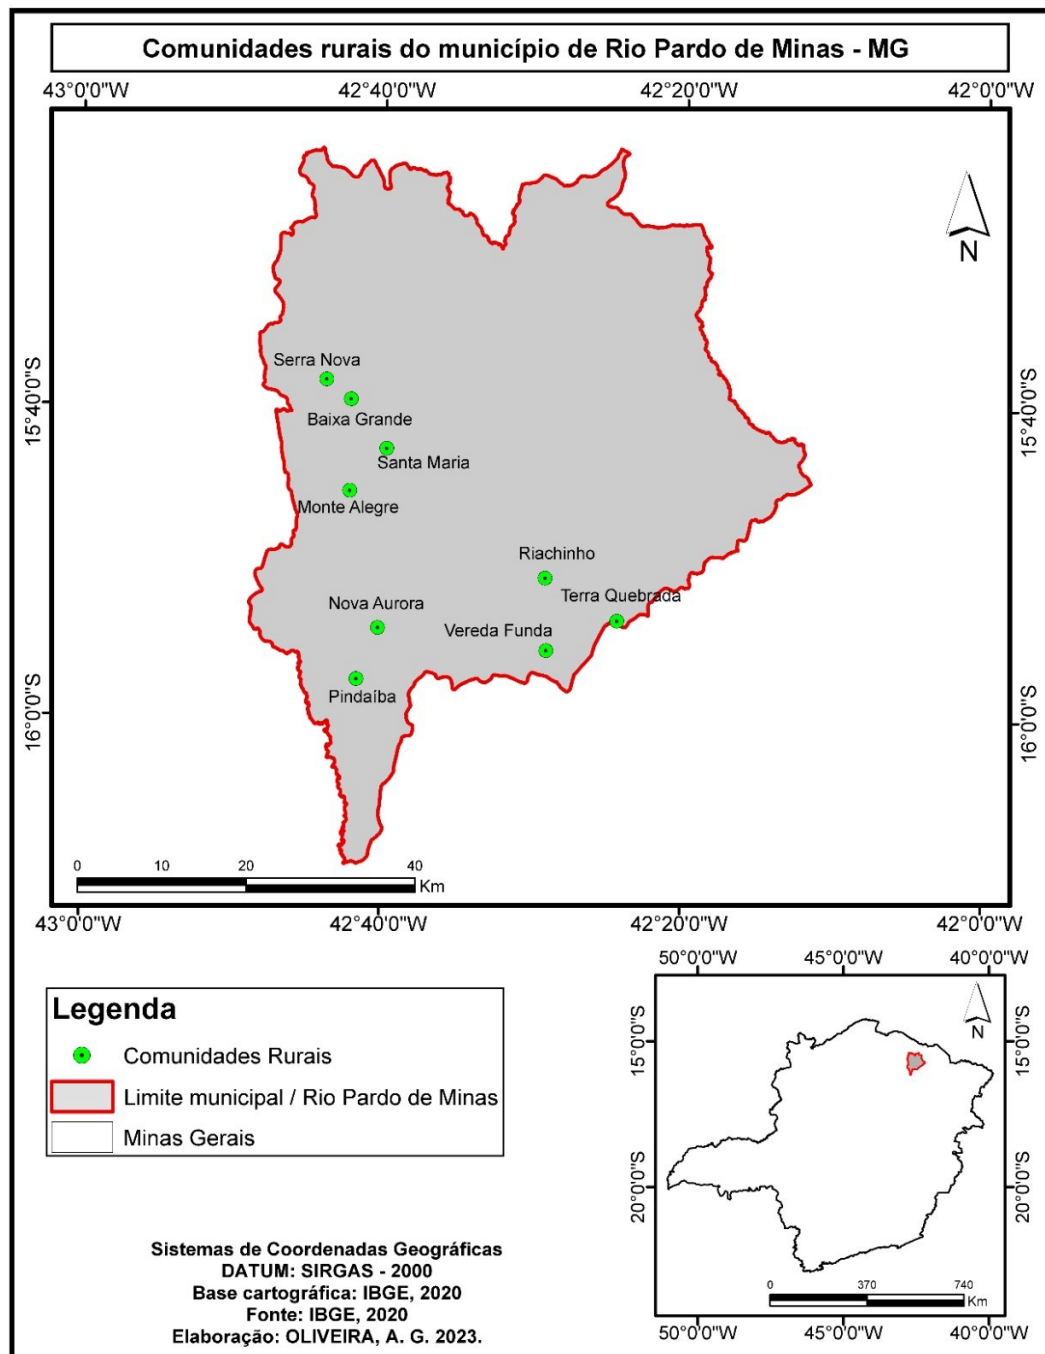 Comunidades rurais do município de Rio Pardo de Minas - MG
43°0'0"W 42°40'0"W 42°20'0"W 42°0'0"W
N
15°40'0"S
15°40'0"S
Serra Nova
Baixa Grande
Santa Maria
Monte Alegre
Riachinho
Terra Quebrada
Nova Aurora
Vereda Funda
Pindaíba
16°0'0"S
16°0'0"S
0 10 20 40
Km
43°0'0"W 42°40'0"W 42°20'0"W 42°0'0"W
Legenda
Comunidades Rurais
Limite municipal / Rio Pardo de Minas
Minas Gerais
50°0'0"W 45°0'0"W 40°0'0"W
N
15°0'0"S
15°0'0"S
20°0'0"S
20°0'0"S
0 370 740
Km
50°0'0"W 45°0'0"W 40°0'0"W
Sistemas de Coordenadas Geográficas
DATUM: SIRGAS - 2000
Base cartográfica: IBGE, 2020
Fonte: IBGE, 2020
Elaboração: OLIVEIRA, A. G. 2023.